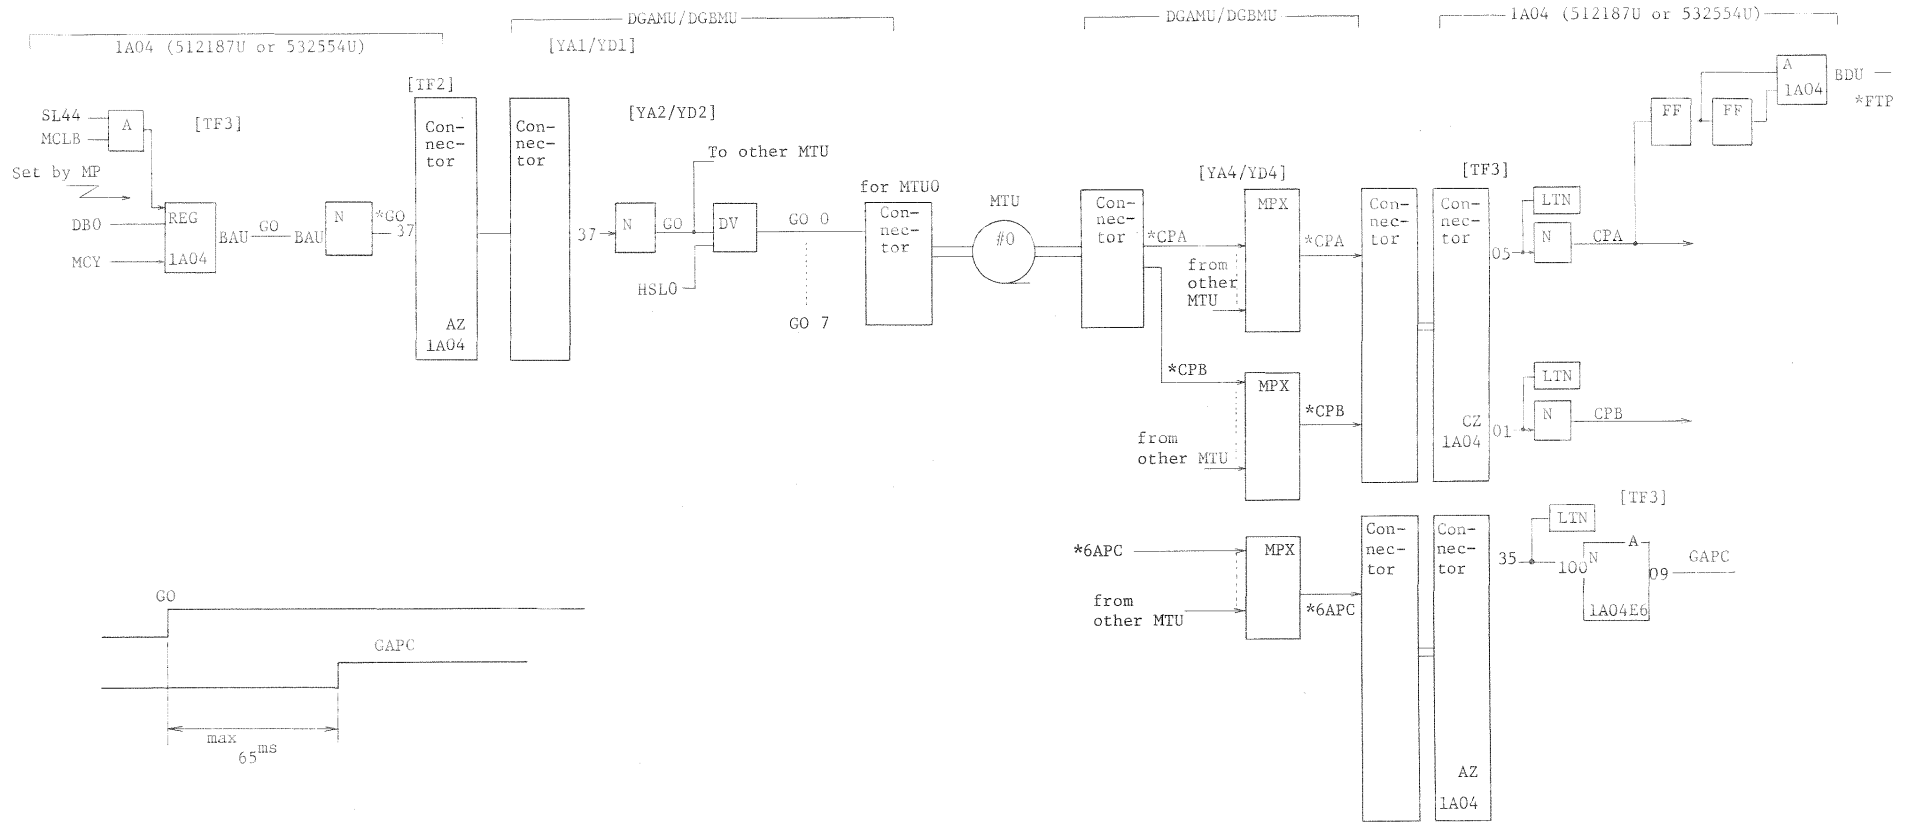 DGAMU/DGBMU
DGAMU/DGBMU
1A04 (512187U or 532554U)
1A04 (512187U or 532554U)
[YA1/YD1]
[TF2]
SL44
MCLB
A
[TF3]
Set by MP
DB0
MCY
REG
1A04
BAU
GO
BAU
N
*GO
37
Con-
nec-
tor
AZ
1A04
Con-
nec-
tor
[YA2/YD2]
To other MTU
37
N
GO
DV
HSL0
GO 0
GO 7
for MTU0
Con-
nec-
tor
MTU
#0
Con-
nec-
tor
*CPA
from
other
MTU
[YA4/YD4]
MPX
*CPA
*CPB
MPX
*CPB
from
other MTU
Con-
nec-
tor
[TF3]
Con-
nec-
tor
CZ
1A04
05
LTN
N
CPA
FF
FF
A
1A04
BDU
*FTP
01
LTN
N
CPB
*6APC
MPX
from
other MTU
*6APC
Con-
nec-
tor
Con-
nec-
tor
AZ
1A04
[TF3]
LTN
35
100
N
A
1A04E6
09
GAPC
GO
GAPC
max
65ms